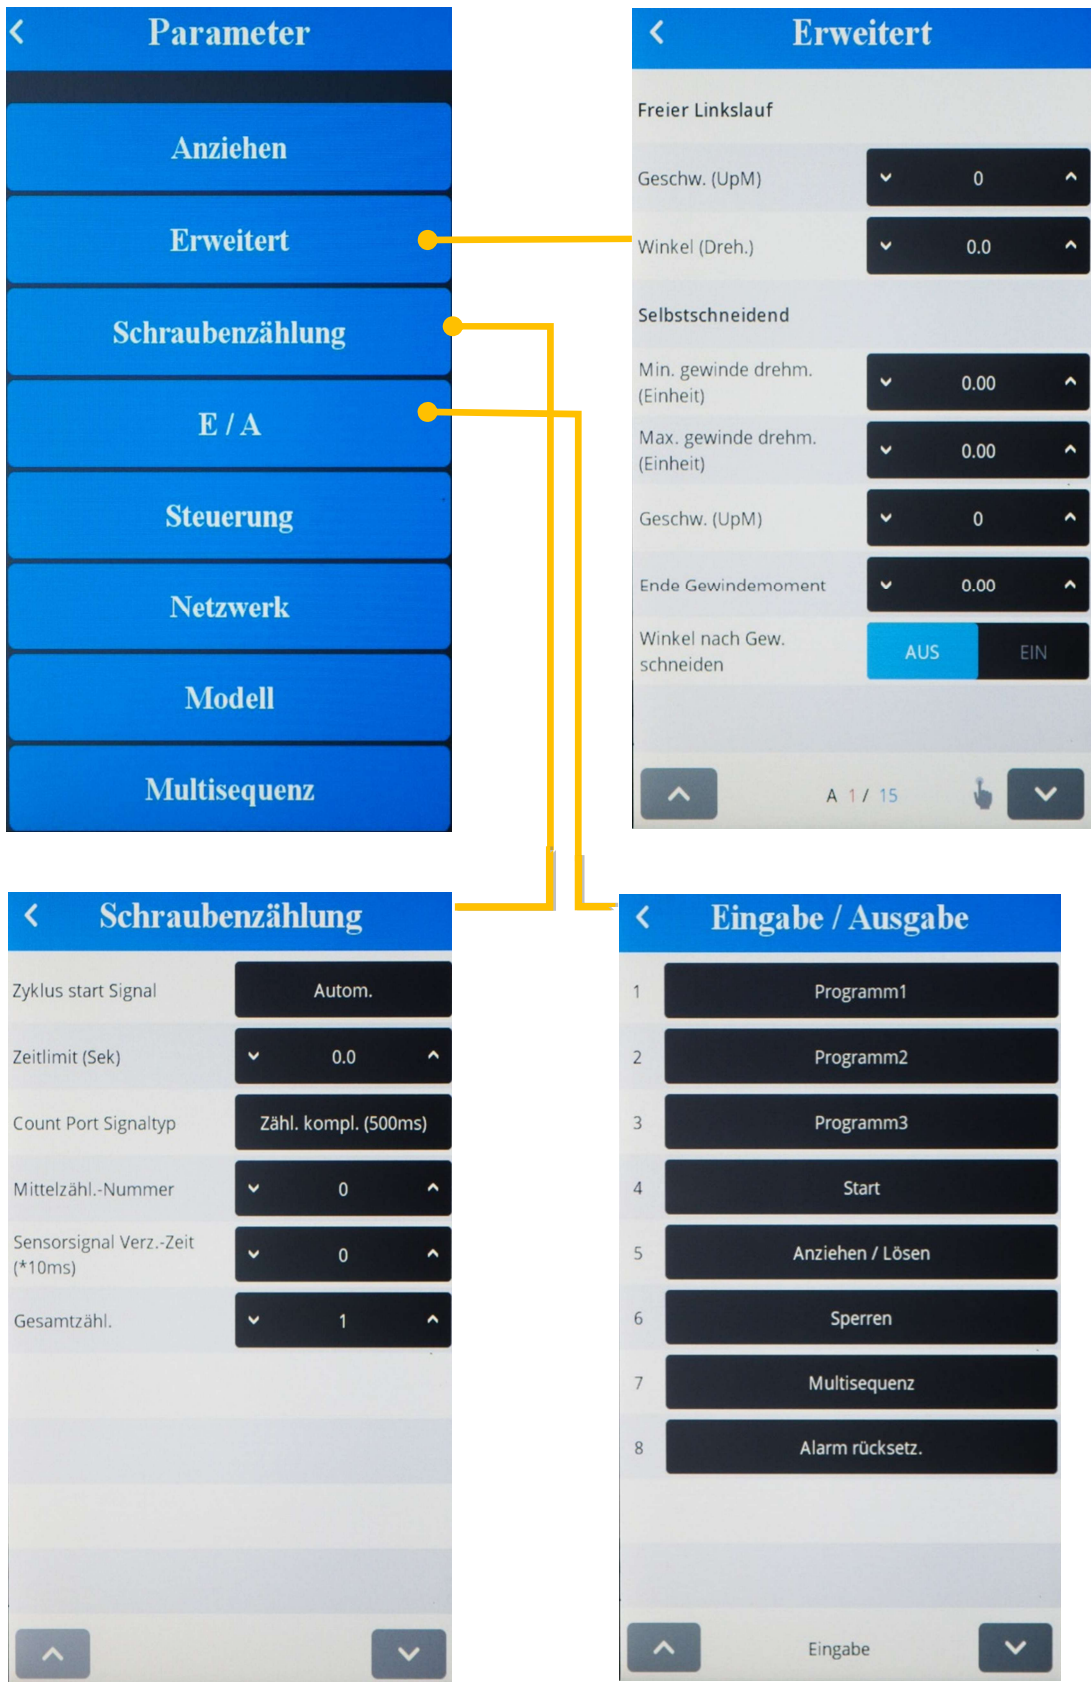 Parameter
Anziehen
Erweitert
Schraubenzählung
E / A
Steuerung
Netzwerk
Modell
Multisequenz
Erweitert
Freier Linkslauf
Geschw. (UpM) 0
Winkel (Dreh.) 0.0
Selbstschneidend
Min. gewinde drehm.
(Einheit) 0.00
Max. gewinde drehm.
(Einheit) 0.00
Geschw. (UpM) 0
Ende Gewindemoment 0.00
Winkel nach Gew.
schneiden AUS EIN
A 1 / 15
Schraubenzählung
Zyklus start Signal Autom.
Zeitlimit (Sek) 0.0
Count Port Signaltyp Zähl. kompl. (500ms)
Mittelzähl.-Nummer 0
Sensorsignal Verz.-Zeit
(*10ms) 0
Gesamtzähl. 1
Eingabe / Ausgabe
1 Programm1
2 Programm2
3 Programm3
4 Start
5 Anziehen / Lösen
6 Sperren
7 Multisequenz
8 Alarm rücksetz.
Eingabe